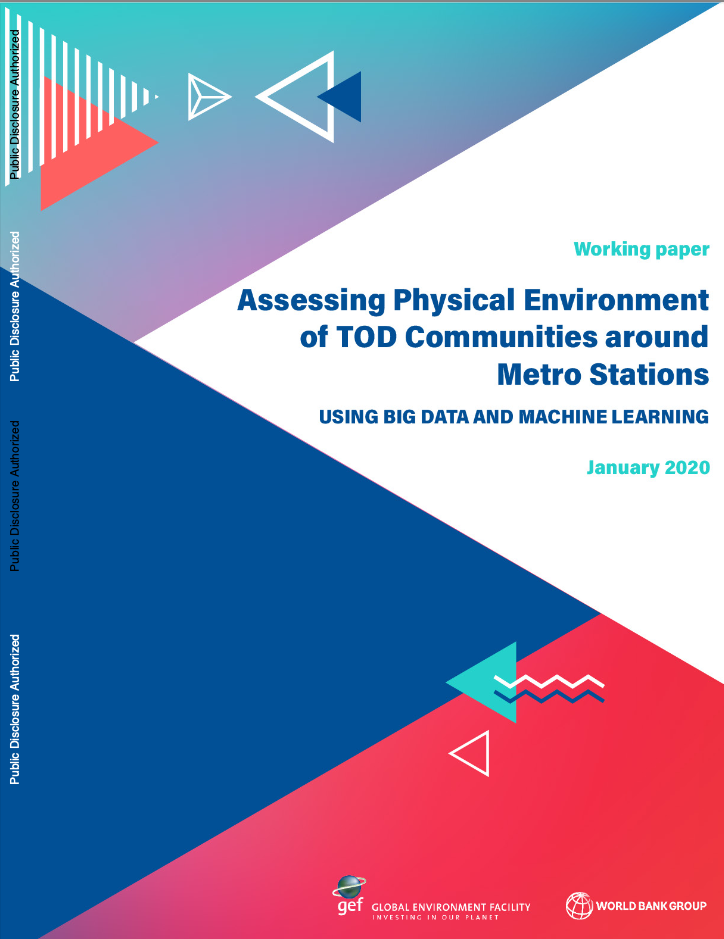 Public Disclosure Authorized
Public Disclosure Authorized
Public Disclosure Authorized
Public Disclosure Authorized
Working paper
Assessing Physical Environment
of TOD Communities around
Metro Stations
USING BIG DATA AND MACHINE LEARNING
January 2020
gef GLOBAL ENVIRONMENT FACILITY
INVESTING IN OUR PLANET
WORLD BANK GROUP